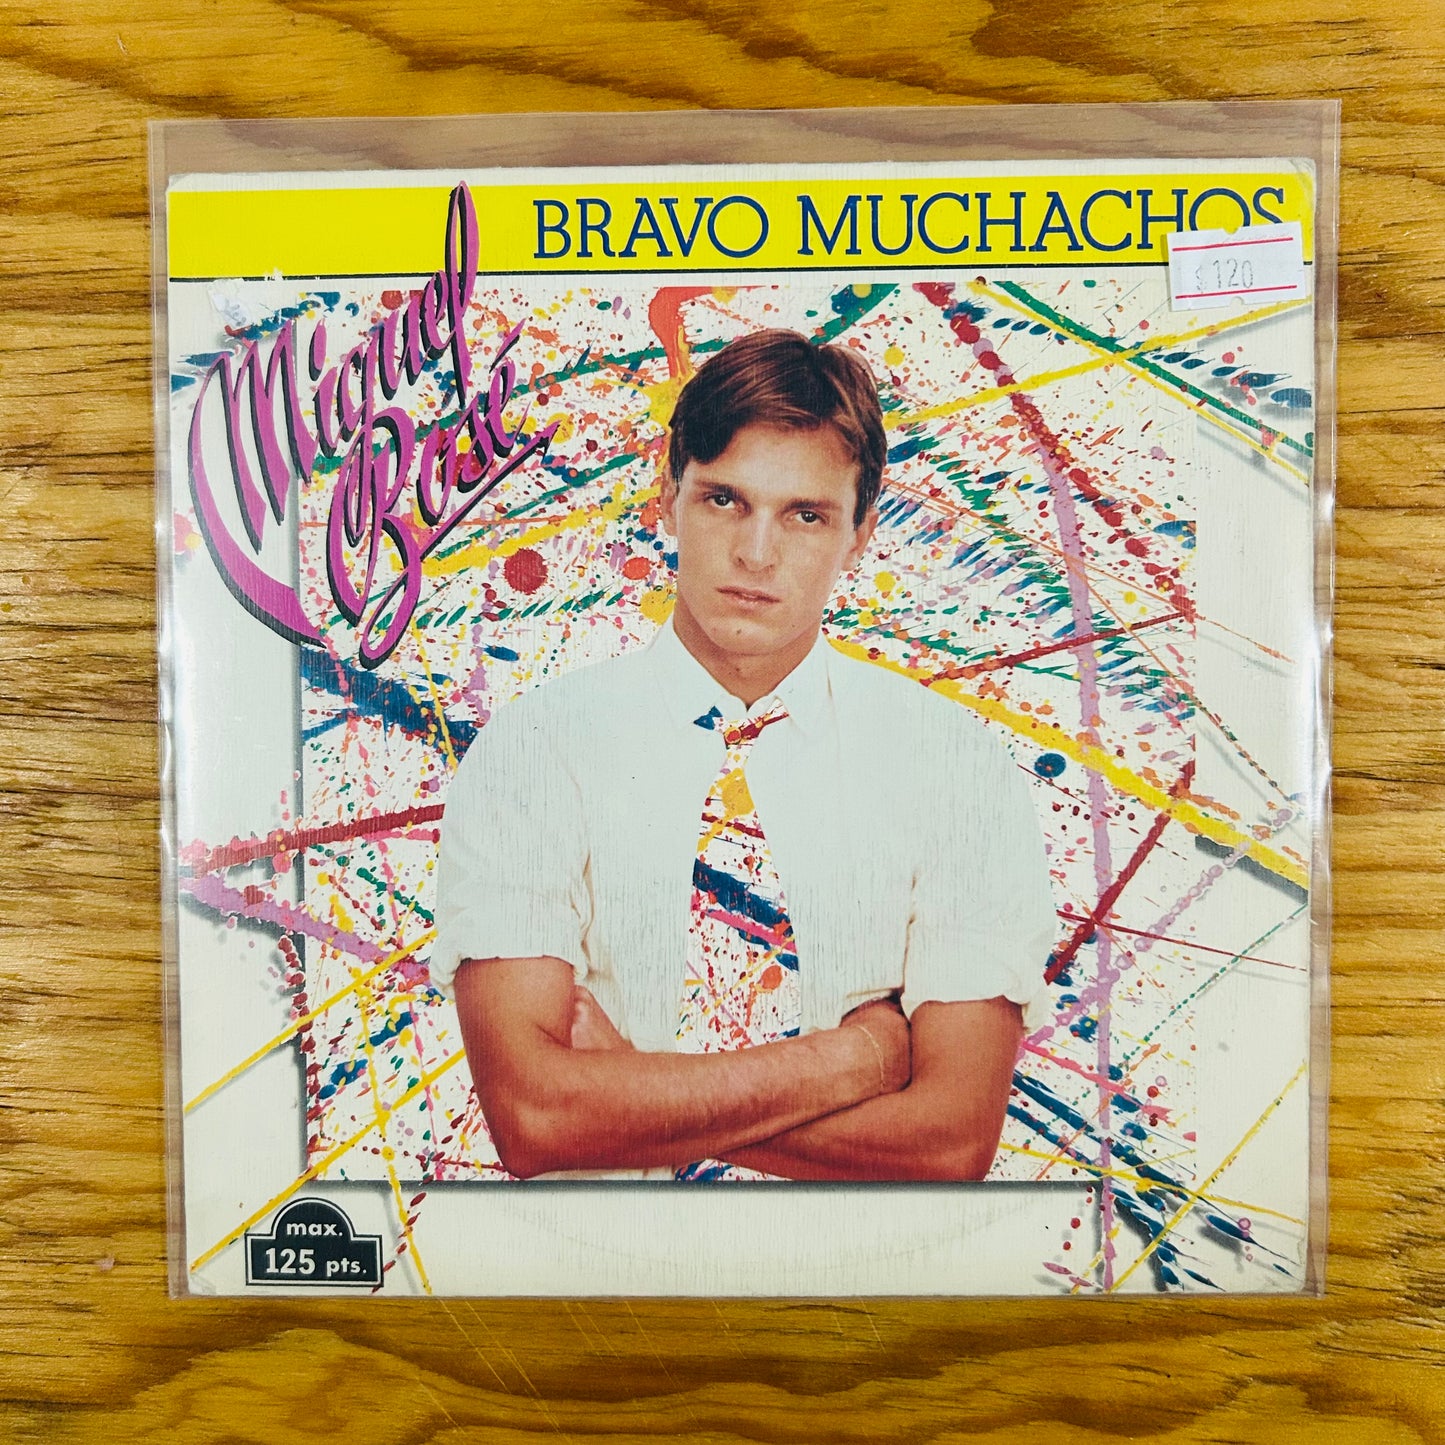 BRAVO MUCHACHOS
$120
Miguel
Bosé
max.
125 pts.